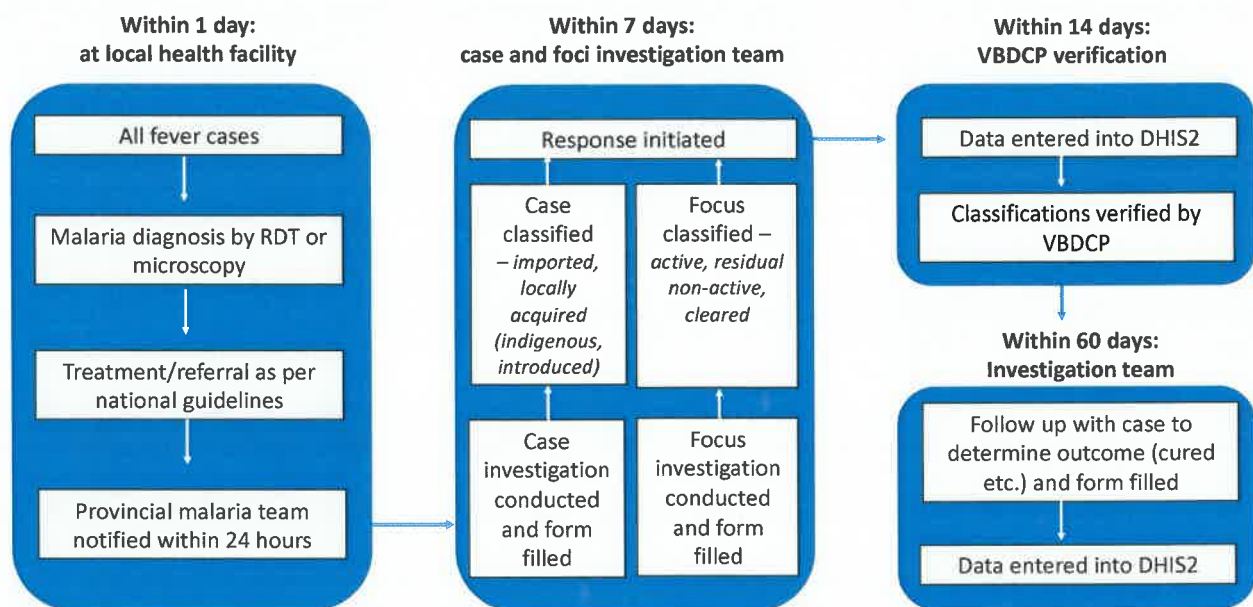 Within 1 day:
at local health facility
All fever cases
Malaria diagnosis by RDT or
microscopy
Treatment/referral as per
national guidelines
Provincial malaria team
notified within 24 hours
Within 7 days:
case and foci investigation team
Response initiated
Case
classified
– imported,
locally
acquired
(indigenous,
introduced)
Focus
classified –
active, residual
non-active,
cleared
Case
investigation
conducted
and form
filled
Focus
investigation
conducted
and form
filled
Within 14 days:
VBDCP verification
Data entered into DHIS2
Classifications verified by
VBDCP
Within 60 days:
Investigation team
Follow up with case to
determine outcome (cured
etc.) and form filled
Data entered into DHIS2